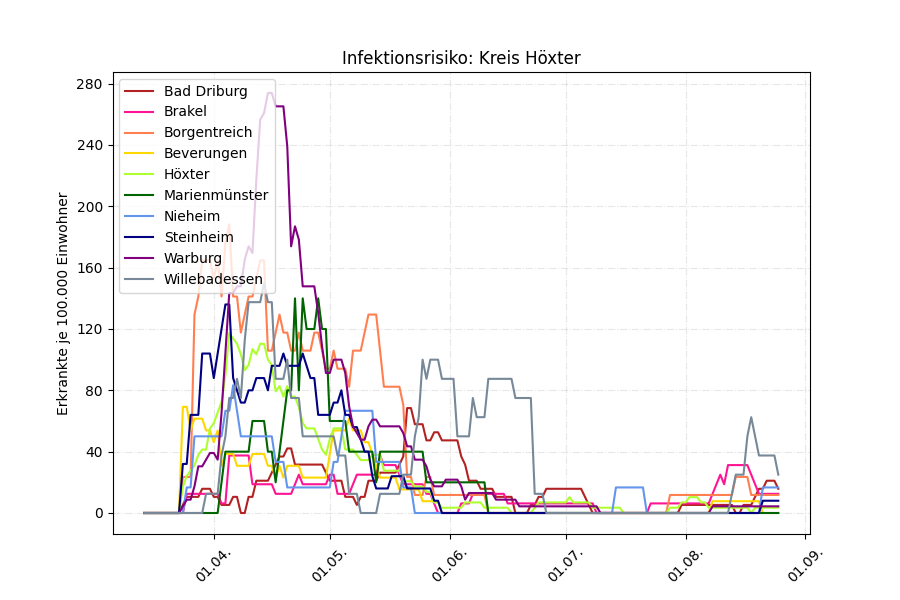 Infektionsrisiko: Kreis Höxter
Erkrankte je 100.000 Einwohner
280
240
200
160
120
80
40
0
Bad Driburg
Brakel
Borgentreich
Beverungen
Höxter
Marienmünster
Nieheim
Steinheim
Warburg
Willebadessen
01.04.
01.05.
01.06.
01.07.
01.08.
01.09.